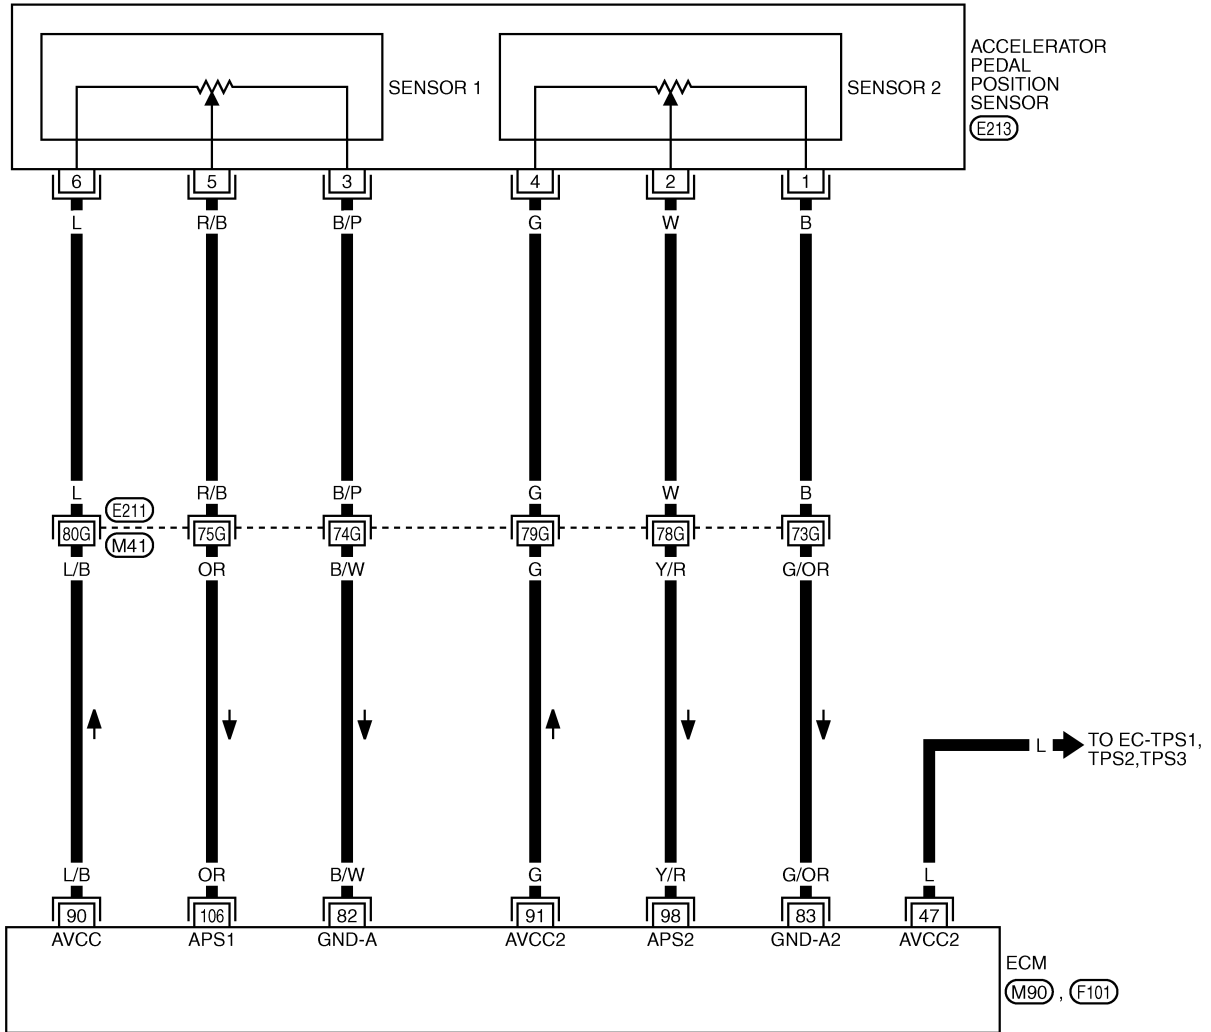 SENSOR 1
SENSOR 2
ACCELERATOR
PEDAL
POSITION
SENSOR
E213
6 5 3 4 2 1
L R/B B/P G W B
L R/B B/P G W B
E211
80G 75G 74G 79G 78G 73G
M41
L/B OR B/W G Y/R G/OR
L TO EC-TPS1,
TPS2,TPS3
L/B OR B/W G Y/R G/OR L
90 106 82 91 98 83 47
AVCC APS1 GND-A AVCC2 APS2 GND-A2 AVCC2
ECM
M90 , F101